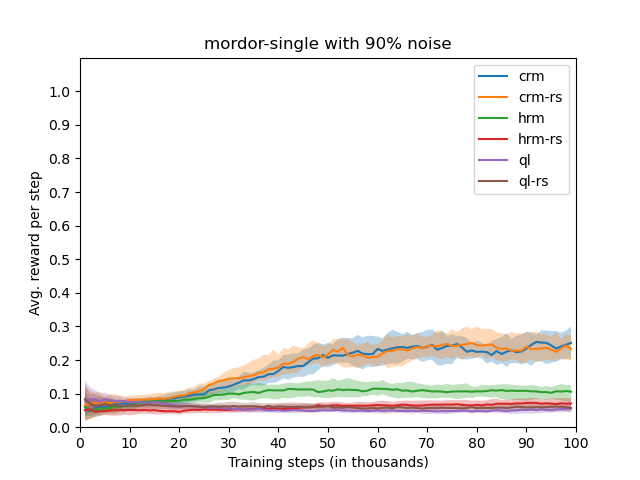 mordor-single with 90% noise
crm
crm-rs
hrm
hrm-rs
ql
ql-rs
Avg. reward per step
1.0
0.9
0.8
0.7
0.6
0.5
0.4
0.3
0.2
0.1
0.0
0 10 20 30 40 50 60 70 80 90 100
Training steps (in thousands)